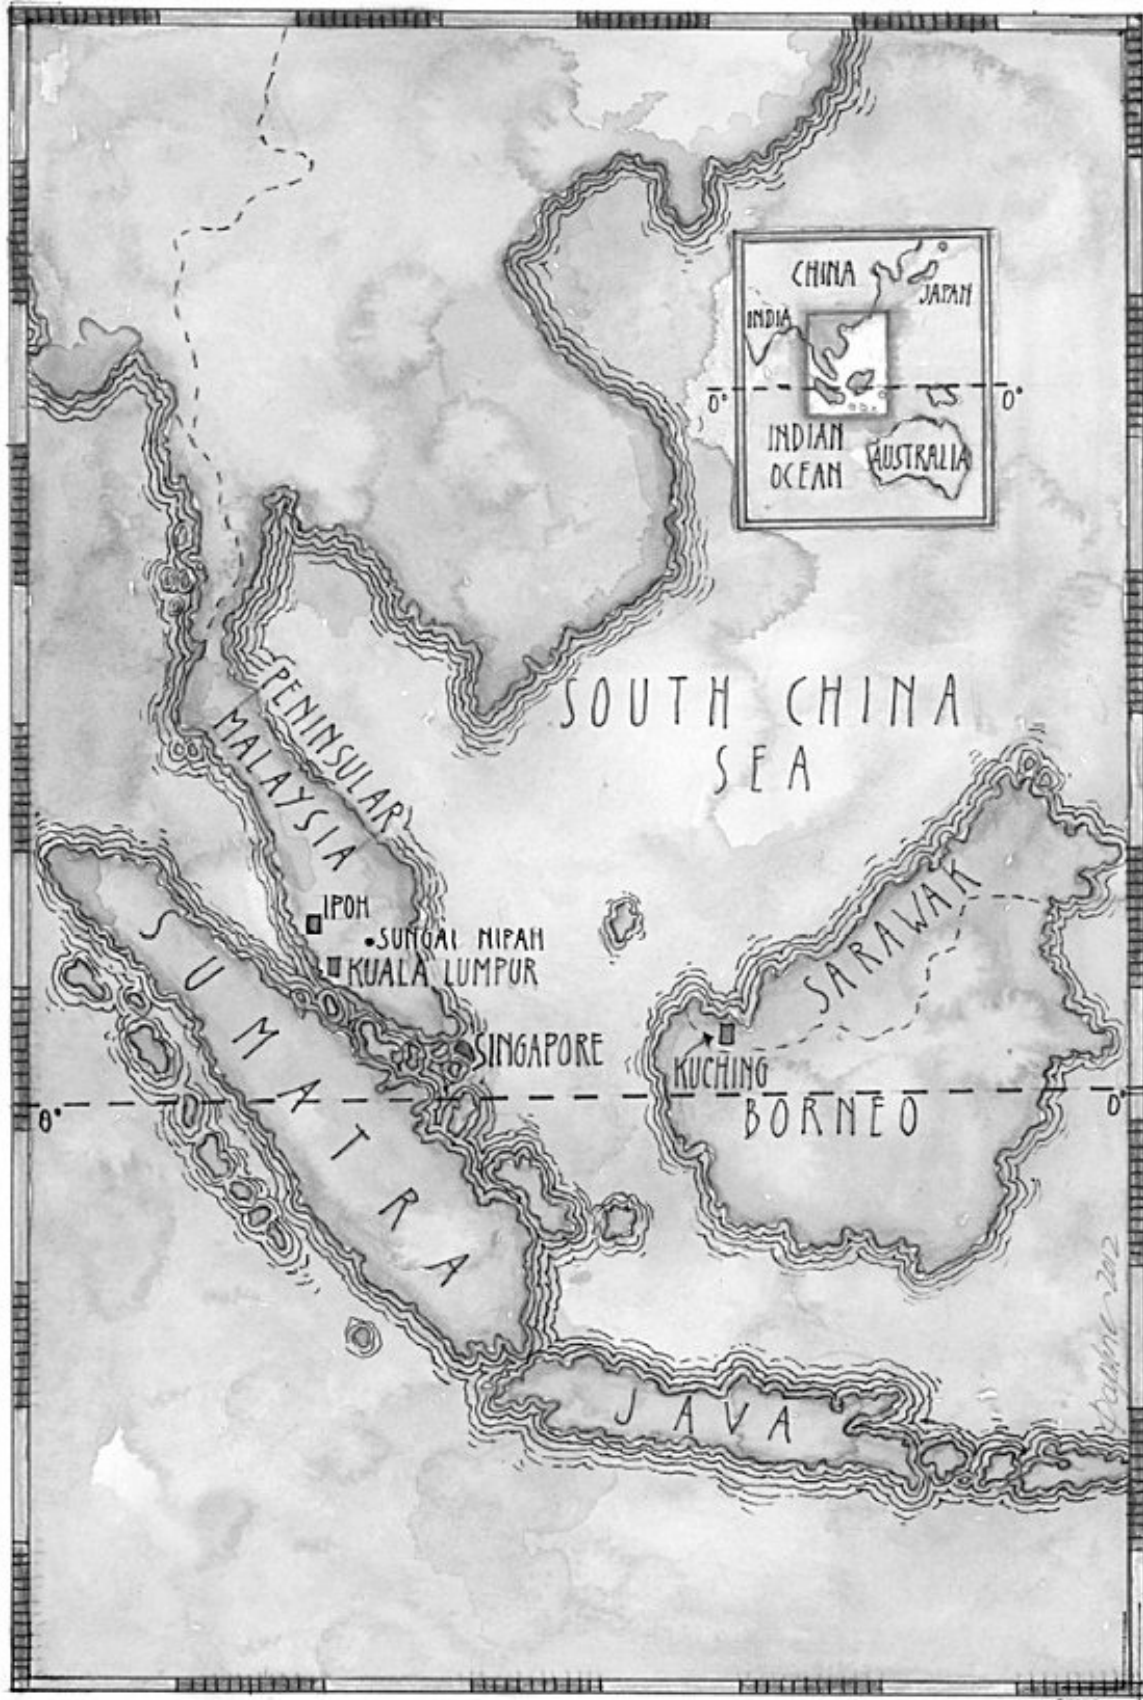 CHINA
JAPAN
INDIA
0° 0°
INDIAN
OCEAN
AUSTRALIA
SOUTH CHINA
SEA
PENINSULAR
MALAYSIA
IPOH
SUNGAI NIPAH
KUALA LUMPUR
SINGAPORE
SUMATRA
SARAWAK
KUCHING
BORNEO
0° 0°
JAVA
2012